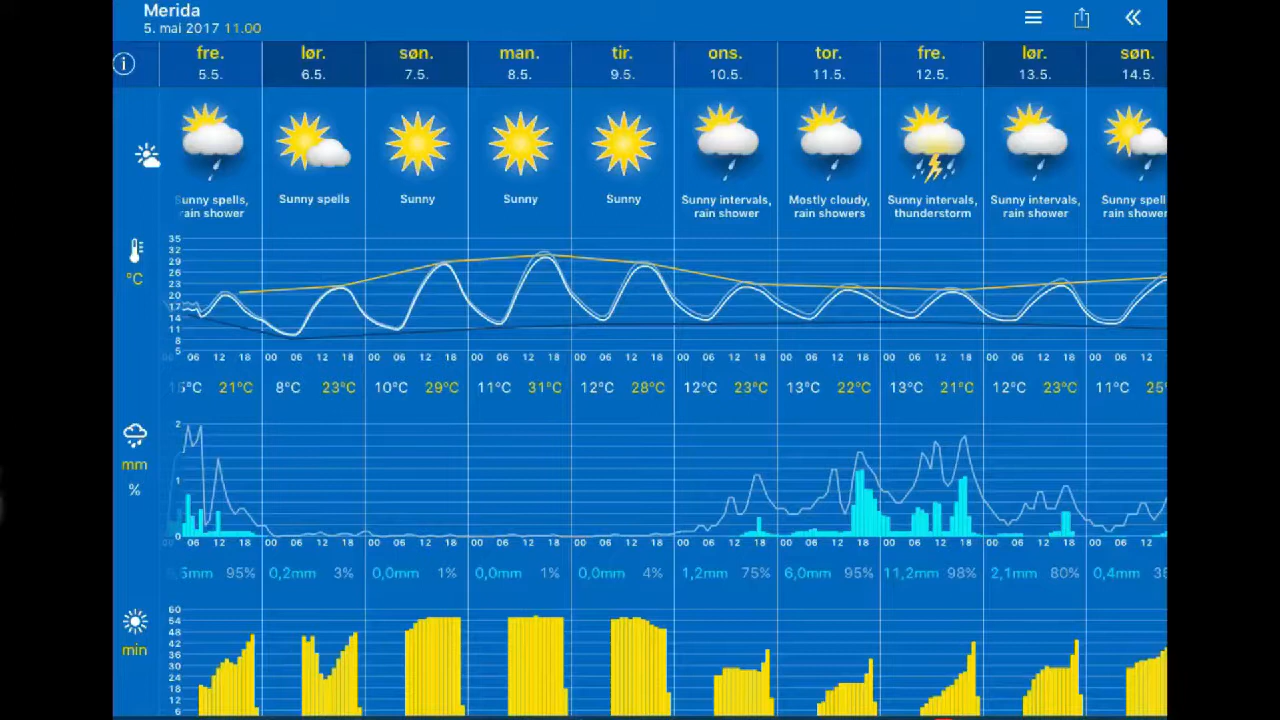 Merida
5. mai 2017 11.00
fre. lør. søn. man. tir. ons. tor. fre. lør. søn.
5.5. 6.5. 7.5. 8.5. 9.5. 10.5. 11.5. 12.5. 13.5. 14.5.
Sunny spells, rain shower
Sunny spells
Sunny
Sunny
Sunny
Sunny intervals, rain shower
Mostly cloudy, rain showers
Sunny intervals, thunderstorm
Sunny intervals, rain shower
Sunny spell rain show
°C
35
32
29
26
23
20
17
14
11
8
5
06 12 18 00 06 12 18 00 06 12 18 00 06 12 18 00 06 12 18 00 06 12 18 00 06 12 18 00 06 12 18 00 06 12 18 00 06 12
21°C 8°C 23°C 10°C 29°C 11°C 31°C 12°C 28°C 12°C 23°C 13°C 22°C 13°C 21°C 12°C 23°C 11°C 25°
mm
%
2
1
0
06 12 18 00 06 12 18 00 06 12 18 00 06 12 18 00 06 12 18 00 06 12 18 00 06 12 18 00 06 12 18 00 06 12 18 00 06 12
,5mm 95% 0,2mm 3% 0,0mm 1% 0,0mm 1% 0,0mm 4% 1,2mm 75% 6,0mm 95% 11,2mm 98% 2,1mm 80% 0,4mm
min
60
54
48
42
36
30
24
18
12
6